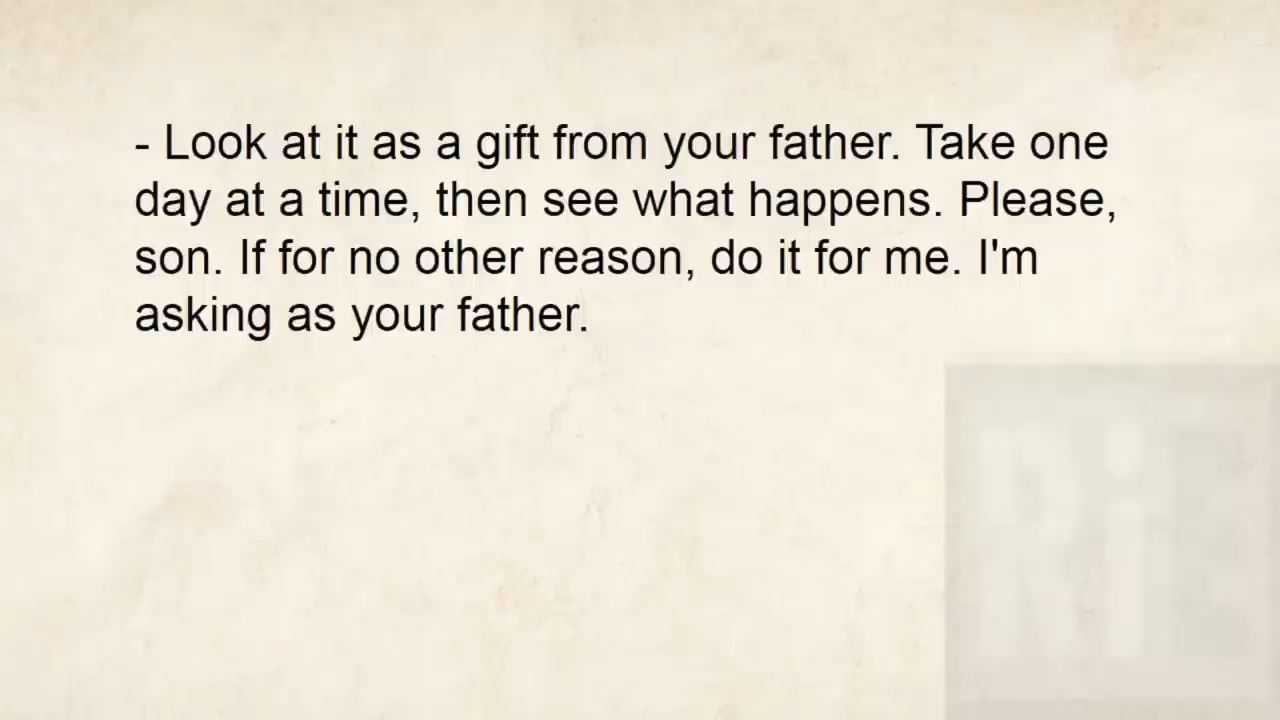 - Look at it as a gift from your father. Take one
day at a time, then see what happens. Please,
son. If for no other reason, do it for me. I'm
asking as your father.
RiE